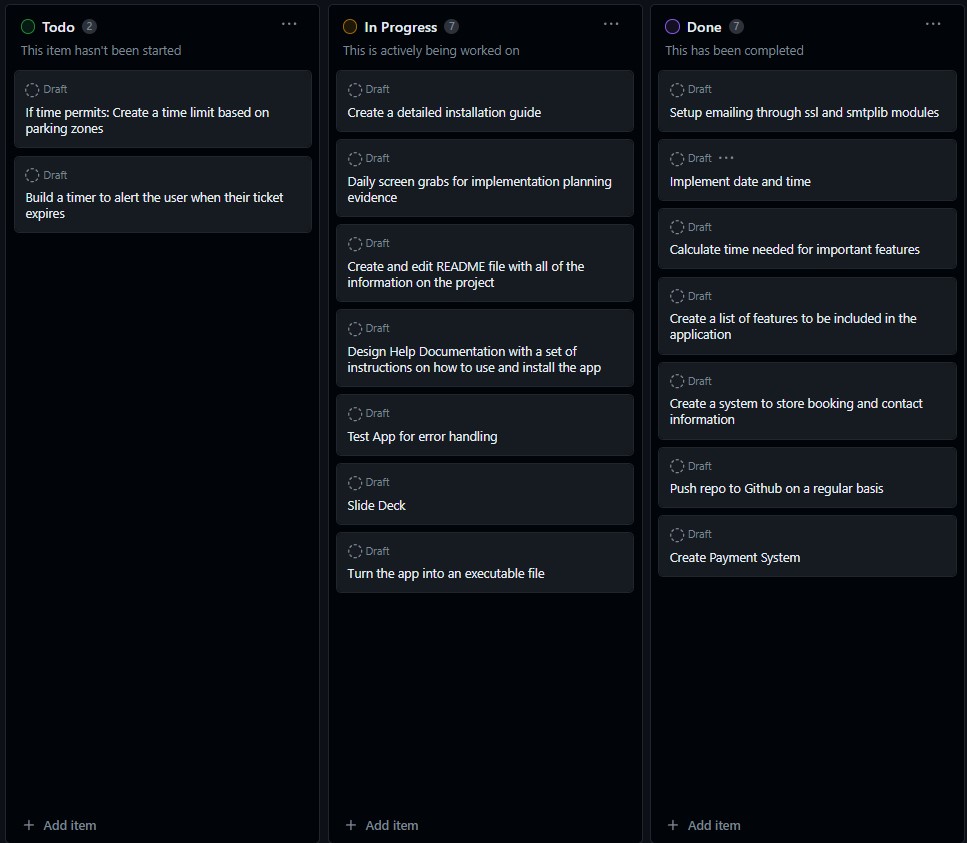 Todo 2
This item hasn't been started
Draft
If time permits: Create a time limit based on
parking zones
Draft
Build a timer to alert the user when their ticket
expires
Add item
In Progress 7
This is actively being worked on
Draft
Create a detailed installation guide
Draft
Daily screen grabs for implementation planning
evidence
Draft
Create and edit README file with all of the
information on the project
Draft
Design Help Documentation with a set of
instructions on how to use and install the app
Draft
Test App for error handling
Draft
Slide Deck
Draft
Turn the app into an executable file
Add item
Done 7
This has been completed
Draft
Setup emailing through ssl and smtplib modules
Draft
Implement date and time
Draft
Calculate time needed for important features
Draft
Create a list of features to be included in the
application
Draft
Create a system to store booking and contact
information
Draft
Push repo to Github on a regular basis
Draft
Create Payment System
Add item